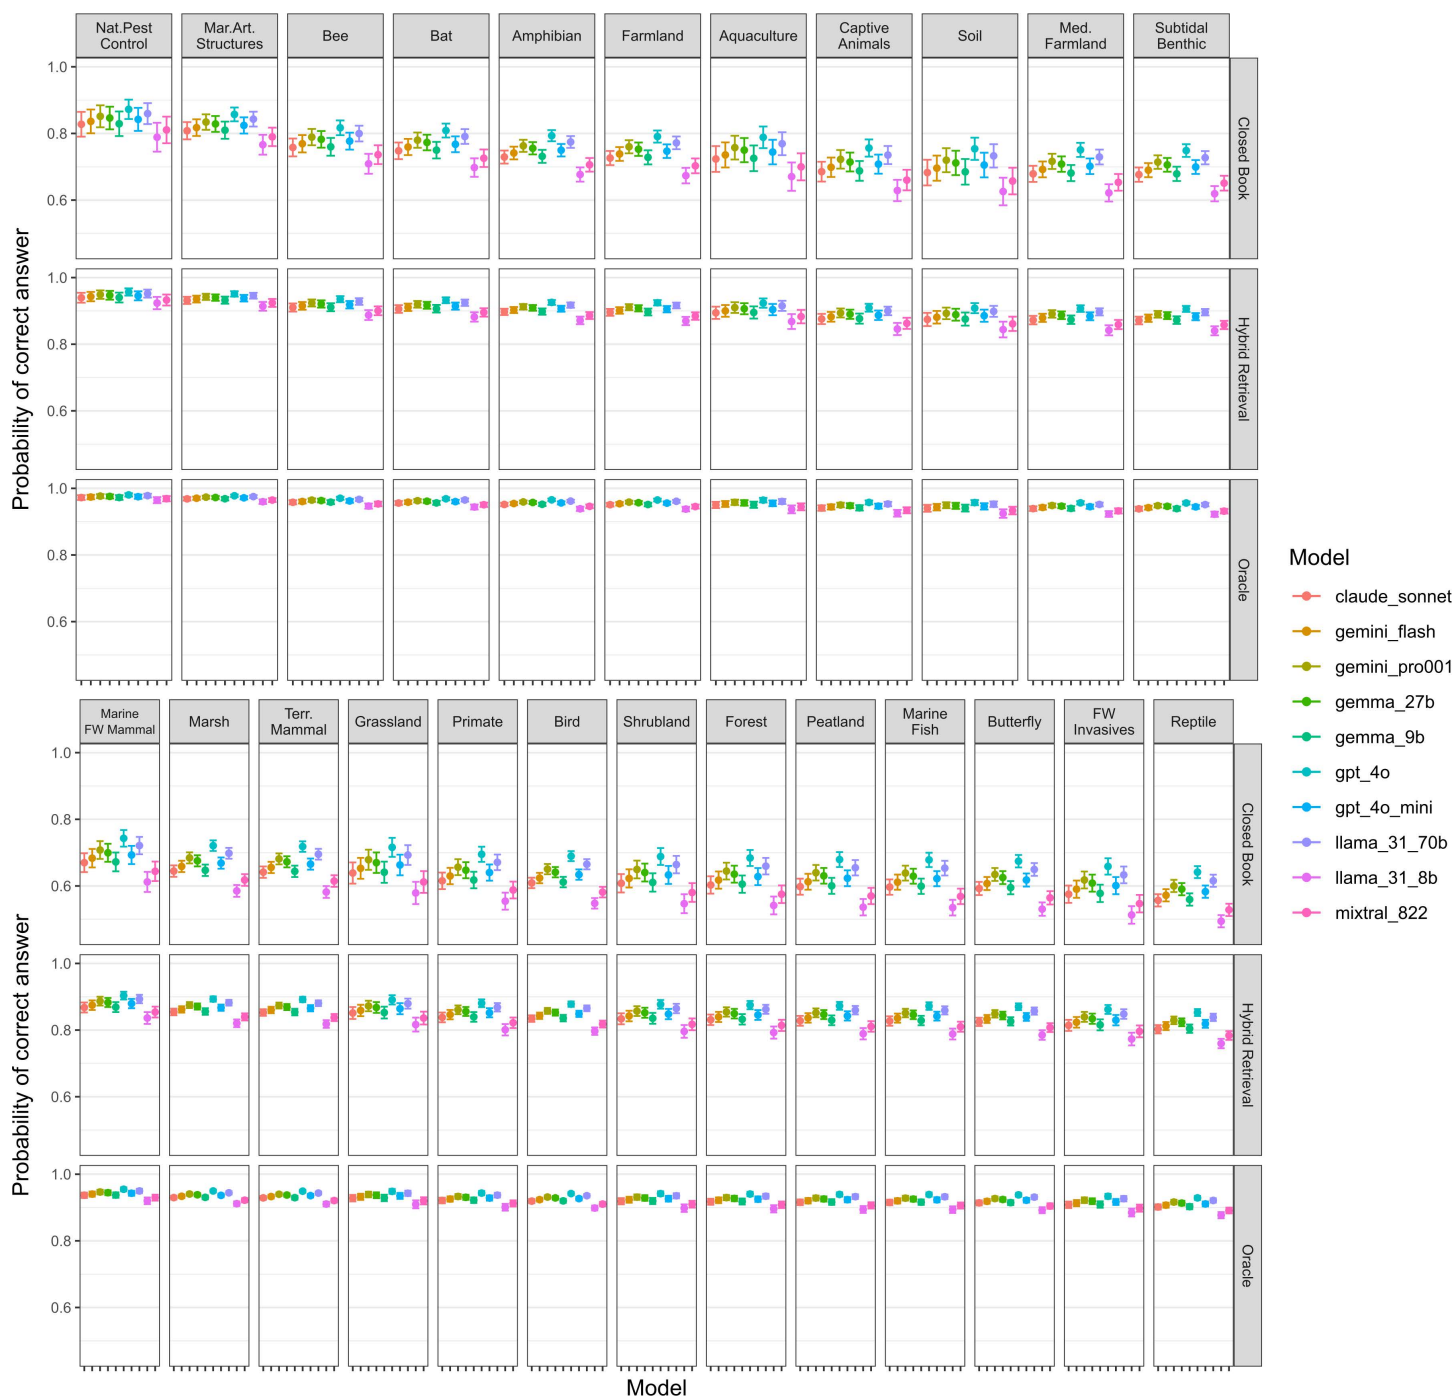 Nat.Pest
Control
Mar.Art.
Structures
Bee
Bat
Amphibian
Farmland
Aquaculture
Captive
Animals
Soil
Med.
Farmland
Subtidal
Benthic
1.0
0.8
0.6
Closed Book
1.0
0.8
0.6
Hybrid Retrieval
1.0
0.8
0.6
Oracle
Probability of correct answer
Marine
FW Mammal
Marsh
Terr.
Mammal
Grassland
Primate
Bird
Shrubland
Forest
Peatland
Marine
Fish
Butterfly
FW
Invasives
Reptile
1.0
0.8
0.6
Closed Book
1.0
0.8
0.6
Hybrid Retrieval
1.0
0.8
0.6
Oracle
Probability of correct answer
Model
Model
claude_sonnet
gemini_flash
gemini_pro001
gemma_27b
gemma_9b
gpt_4o
gpt_4o_mini
llama_31_70b
llama_31_8b
mixtral_822